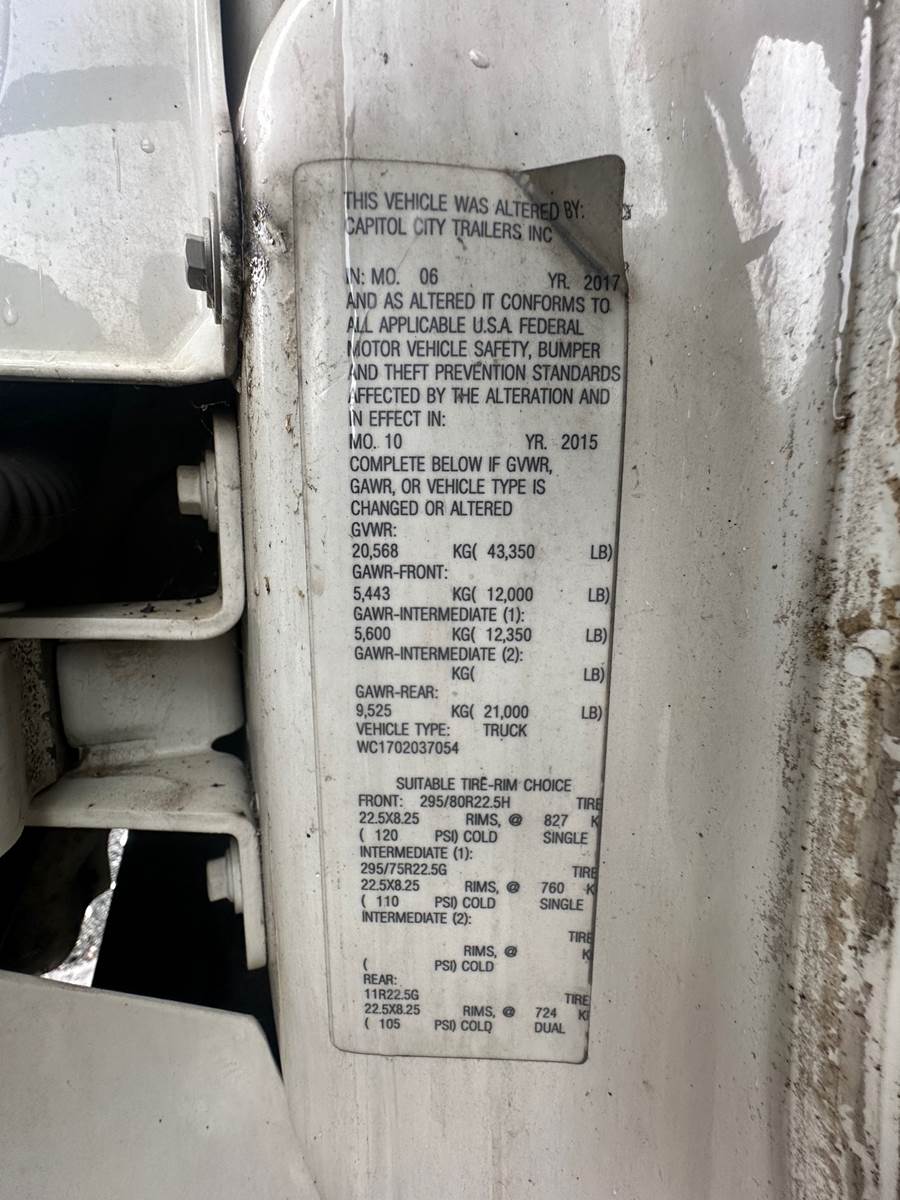 THIS VEHICLE WAS ALTERED BY:
CAPITOL CITY TRAILERS INC
IN: MO. 06 YR. 2017
AND AS ALTERED IT CONFORMS TO
ALL APPLICABLE U.S.A. FEDERAL
MOTOR VEHICLE SAFETY, BUMPER
AND THEFT PREVENTION STANDARDS
AFFECTED BY THE ALTERATION AND
IN EFFECT IN:
MO. 10 YR. 2015
COMPLETE BELOW IF GVWR,
GAWR, OR VEHICLE TYPE IS
CHANGED OR ALTERED
GVWR:
20,568 KG( 43,350 LB)
GAWR-FRONT:
5,443 KG( 12,000 LB)
GAWR-INTERMEDIATE (1):
5,600 KG( 12,350 LB)
GAWR-INTERMEDIATE (2):
KG( LB)
GAWR-REAR:
9,525 KG( 21,000 LB)
VEHICLE TYPE: TRUCK
WC1702037054
SUITABLE TIRE-RIM CHOICE
FRONT: 295/80R22.5H TIRE
22.5X8.25 RIMS, @ 827 K
( 120 PSI) COLD SINGLE
INTERMEDIATE (1):
295/75R22.5G TIRE
22.5X8.25 RIMS, @ 760 K
( 110 PSI) COLD SINGLE
INTERMEDIATE (2):
TIRE
RIMS, @ K
( PSI) COLD
REAR:
11R22.5G TIRE
22.5X8.25 RIMS, @ 724 K
( 105 PSI) COLD DUAL